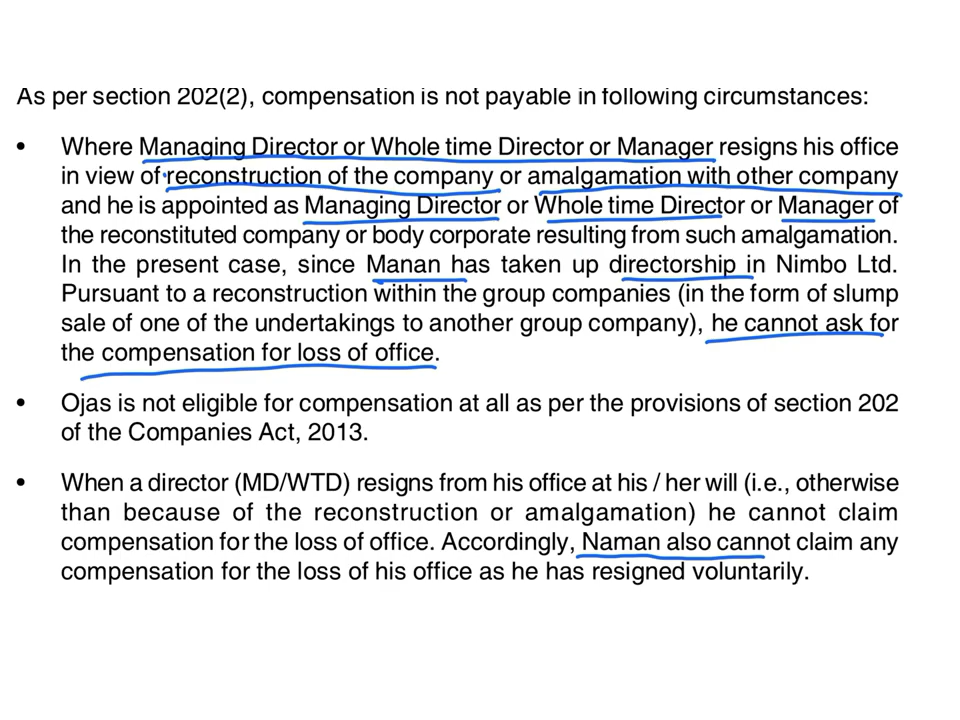 As per section 202(2), compensation is not payable in following circumstances:
• Where Managing Director or Whole time Director or Manager resigns his office
in view of reconstruction of the company or amalgamation with other company
and he is appointed as Managing Director or Whole time Director or Manager of
the reconstituted company or body corporate resulting from such amalgamation.
In the present case, since Manan has taken up directorship in Nimbo Ltd.
Pursuant to a reconstruction within the group companies (in the form of slump
sale of one of the undertakings to another group company), he cannot ask for
the compensation for loss of office.
• Ojas is not eligible for compensation at all as per the provisions of section 202
of the Companies Act, 2013.
• When a director (MD/WTD) resigns from his office at his / her will (i.e., otherwise
than because of the reconstruction or amalgamation) he cannot claim
compensation for the loss of office. Accordingly, Naman also cannot claim any
compensation for the loss of his office as he has resigned voluntarily.